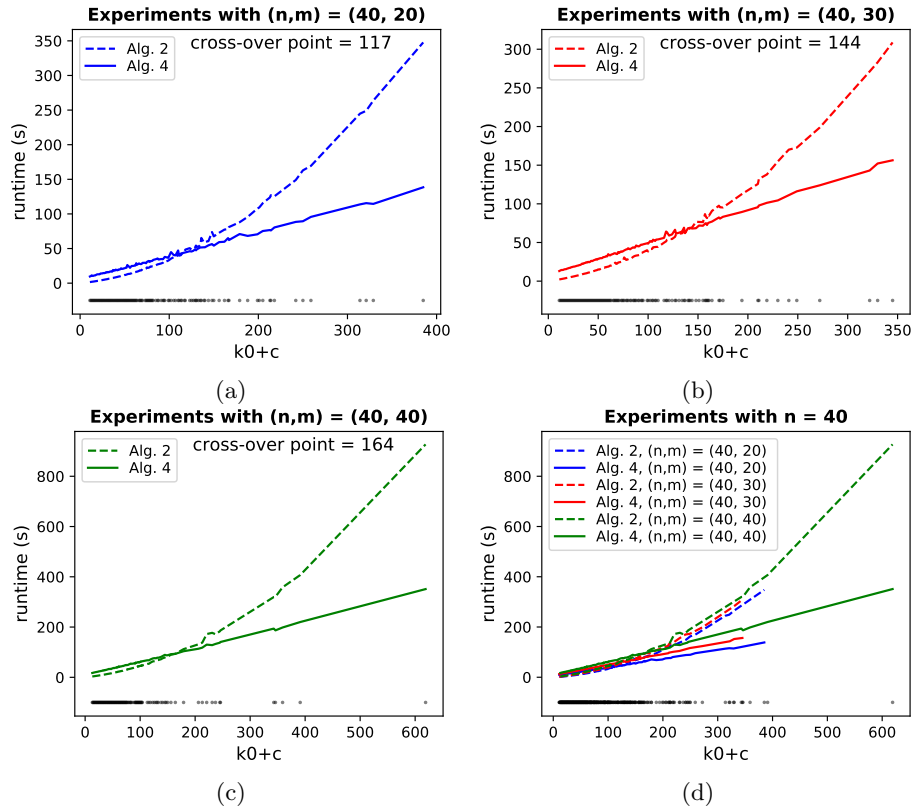 Experiments with (n,m) = (40, 20)
cross-over point = 117
Alg. 2
Alg. 4
runtime (s)
350
300
250
200
150
100
50
0
0 100 200 300 400
k0+c
(a)
Experiments with (n,m) = (40, 30)
cross-over point = 144
Alg. 2
Alg. 4
runtime (s)
300
250
200
150
100
50
0
0 50 100 150 200 250 300 350
k0+c
(b)
Experiments with (n,m) = (40, 40)
cross-over point = 164
Alg. 2
Alg. 4
runtime (s)
800
600
400
200
0
0 100 200 300 400 500 600
k0+c
(c)
Experiments with n = 40
Alg. 2, (n,m) = (40, 20)
Alg. 4, (n,m) = (40, 20)
Alg. 2, (n,m) = (40, 30)
Alg. 4, (n,m) = (40, 30)
Alg. 2, (n,m) = (40, 40)
Alg. 4, (n,m) = (40, 40)
runtime (s)
800
600
400
200
0
0 100 200 300 400 500 600
k0+c
(d)